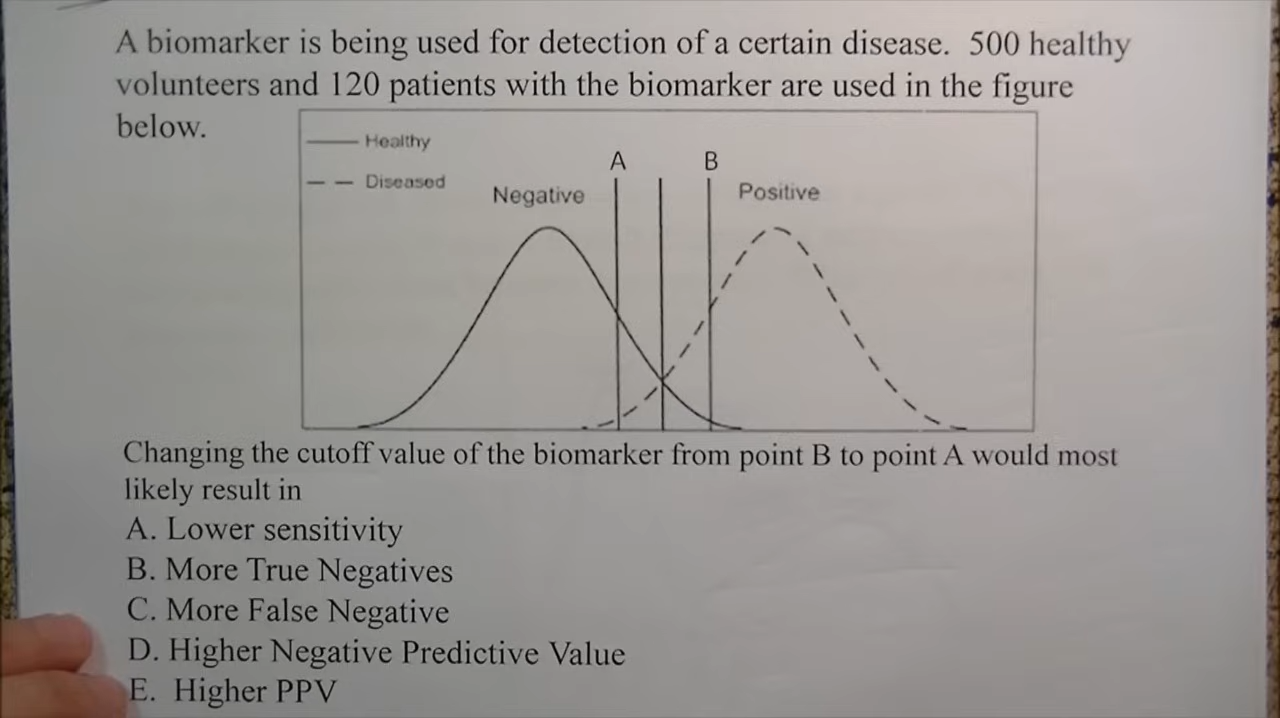 A biomarker is being used for detection of a certain disease.  500 healthy
volunteers and 120 patients with the biomarker are used in the figure
below.
Healthy
Diseased
Negative
A
B
Positive
Changing the cutoff value of the biomarker from point B to point A would most
likely result in
A. Lower sensitivity
B. More True Negatives
C. More False Negative
D. Higher Negative Predictive Value
E.  Higher PPV